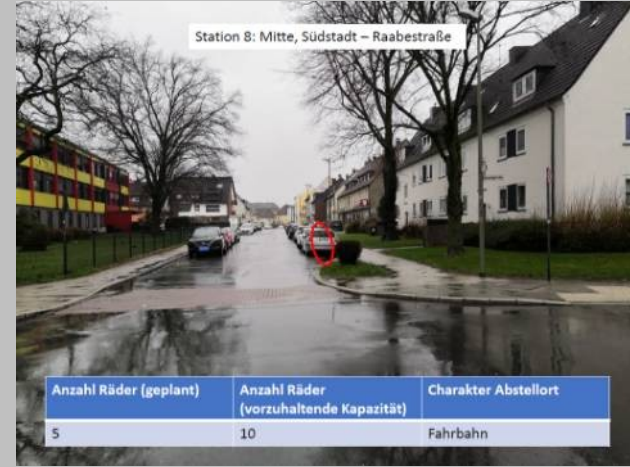 Station 8: Mitte, Südstadt – Raabestraße
Anzahl Räder (geplant)
Anzahl Räder
(vorzuhaltende Kapazität)
Charakter Abstellort
5
10
Fahrbahn